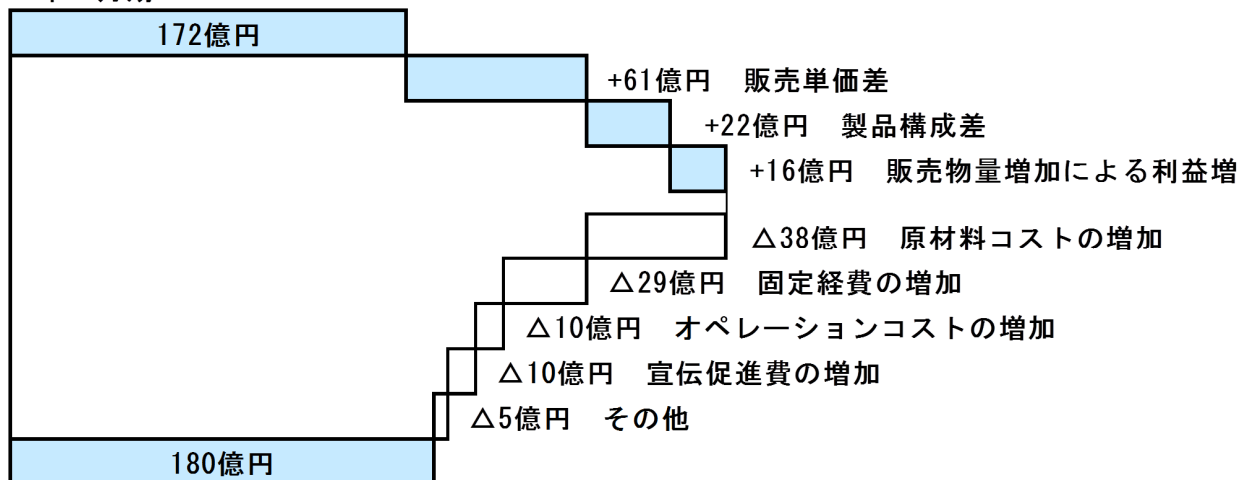 172億円
+61億円 販売単価差
+22億円 製品構成差
+16億円 販売物量増加による利益増
△38億円 原材料コストの増加
△29億円 固定経費の増加
△10億円 オペレーションコストの増加
△10億円 宣伝促進費の増加
△5億円 その他
180億円